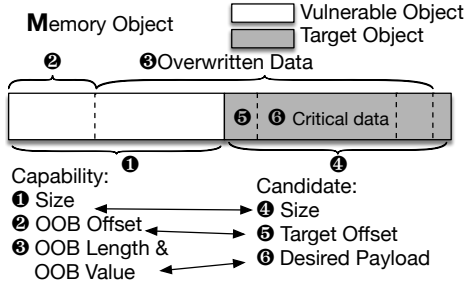 Memory Object
Vulnerable Object
Target Object
❷ ❸Overwritten Data
❺ ❻ Critical data
❶ ❹
Capability:
❶ Size
❷ OOB Offset
❸ OOB Length &
OOB Value
Candidate:
❹ Size
❺ Target Offset
❻ Desired Payload